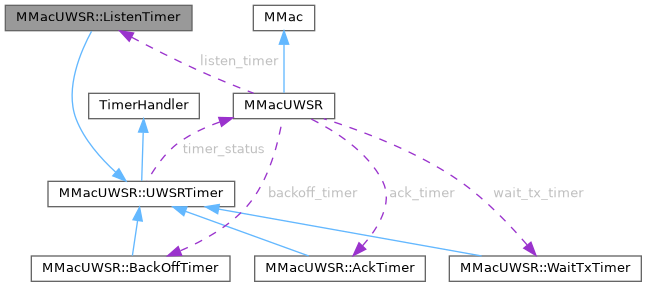 MMacUWSR::ListenTimer
MMac
listen_timer
TimerHandler
MMacUWSR
timer_status
MMacUWSR::UWSRTimer
backoff_timer
ack_timer
wait_tx_timer
MMacUWSR::BackOffTimer
MMacUWSR::AckTimer
MMacUWSR::WaitTxTimer